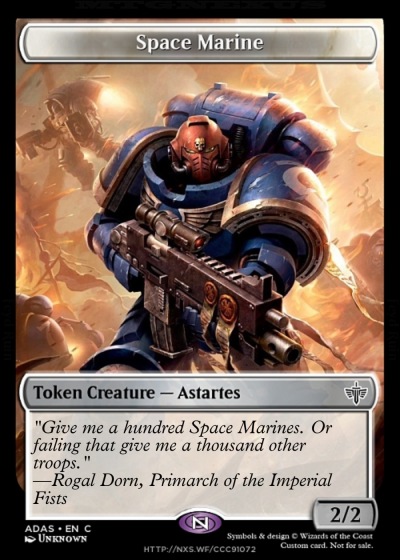 Space Marine
Token Creature — Astartes
"Give me a hundred Space Marines. Or
failing that give me a thousand other
troops."
—Rogal Dorn, Primarch of the Imperial
Fists
2/2
ADAS • EN C
Unknown
N
Symbols & design © Wizards of the Coast
Custom card. Not for sale.
HTTP://NXS.WF/CCC91072